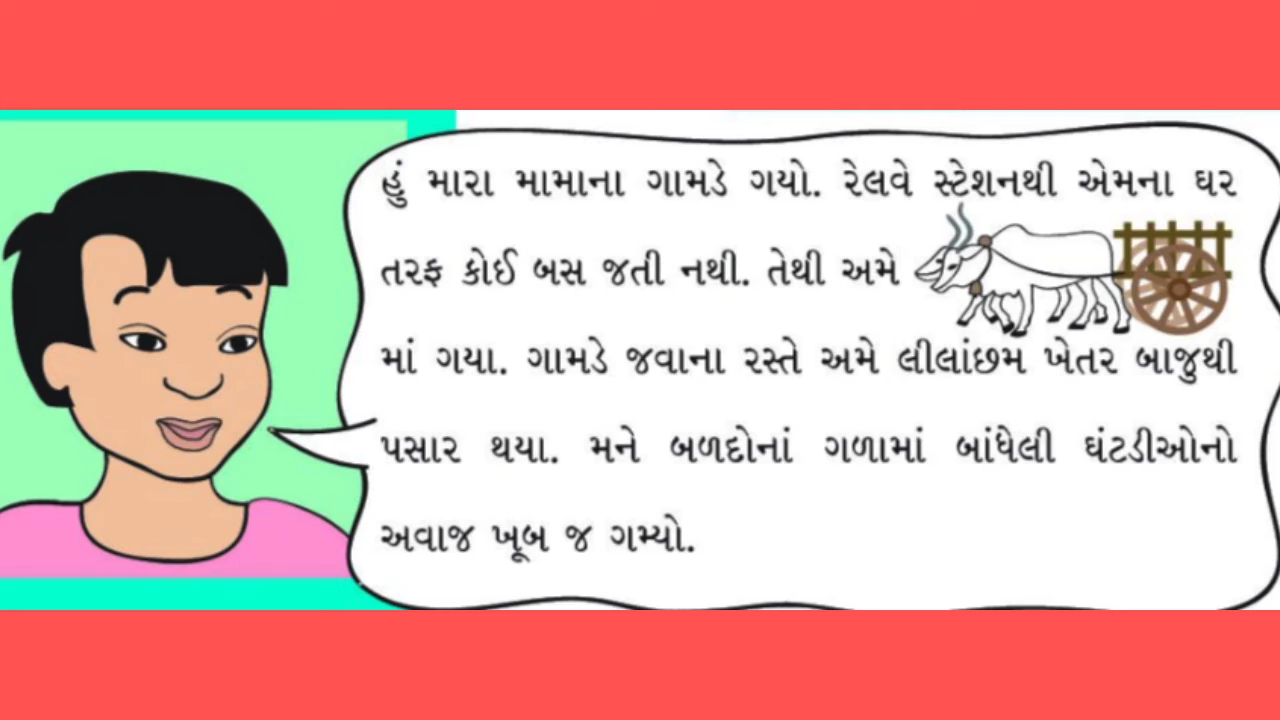 હું મારા મામાના ગામડે ગયો. રેલવે સ્ટેશનથી એમના ઘર
તરફ કોઈ બસ જતી નથી. તેથી અમે
માં ગયા. ગામડે જવાના રસ્તે અમે લીલાંછમ ખેતર બાજુથી
પસાર થયા. મને બળદોનાં ગળામાં બાંધેલી ઘંટડીઓનો
અવાજ ખૂબ જ ગમ્યો.